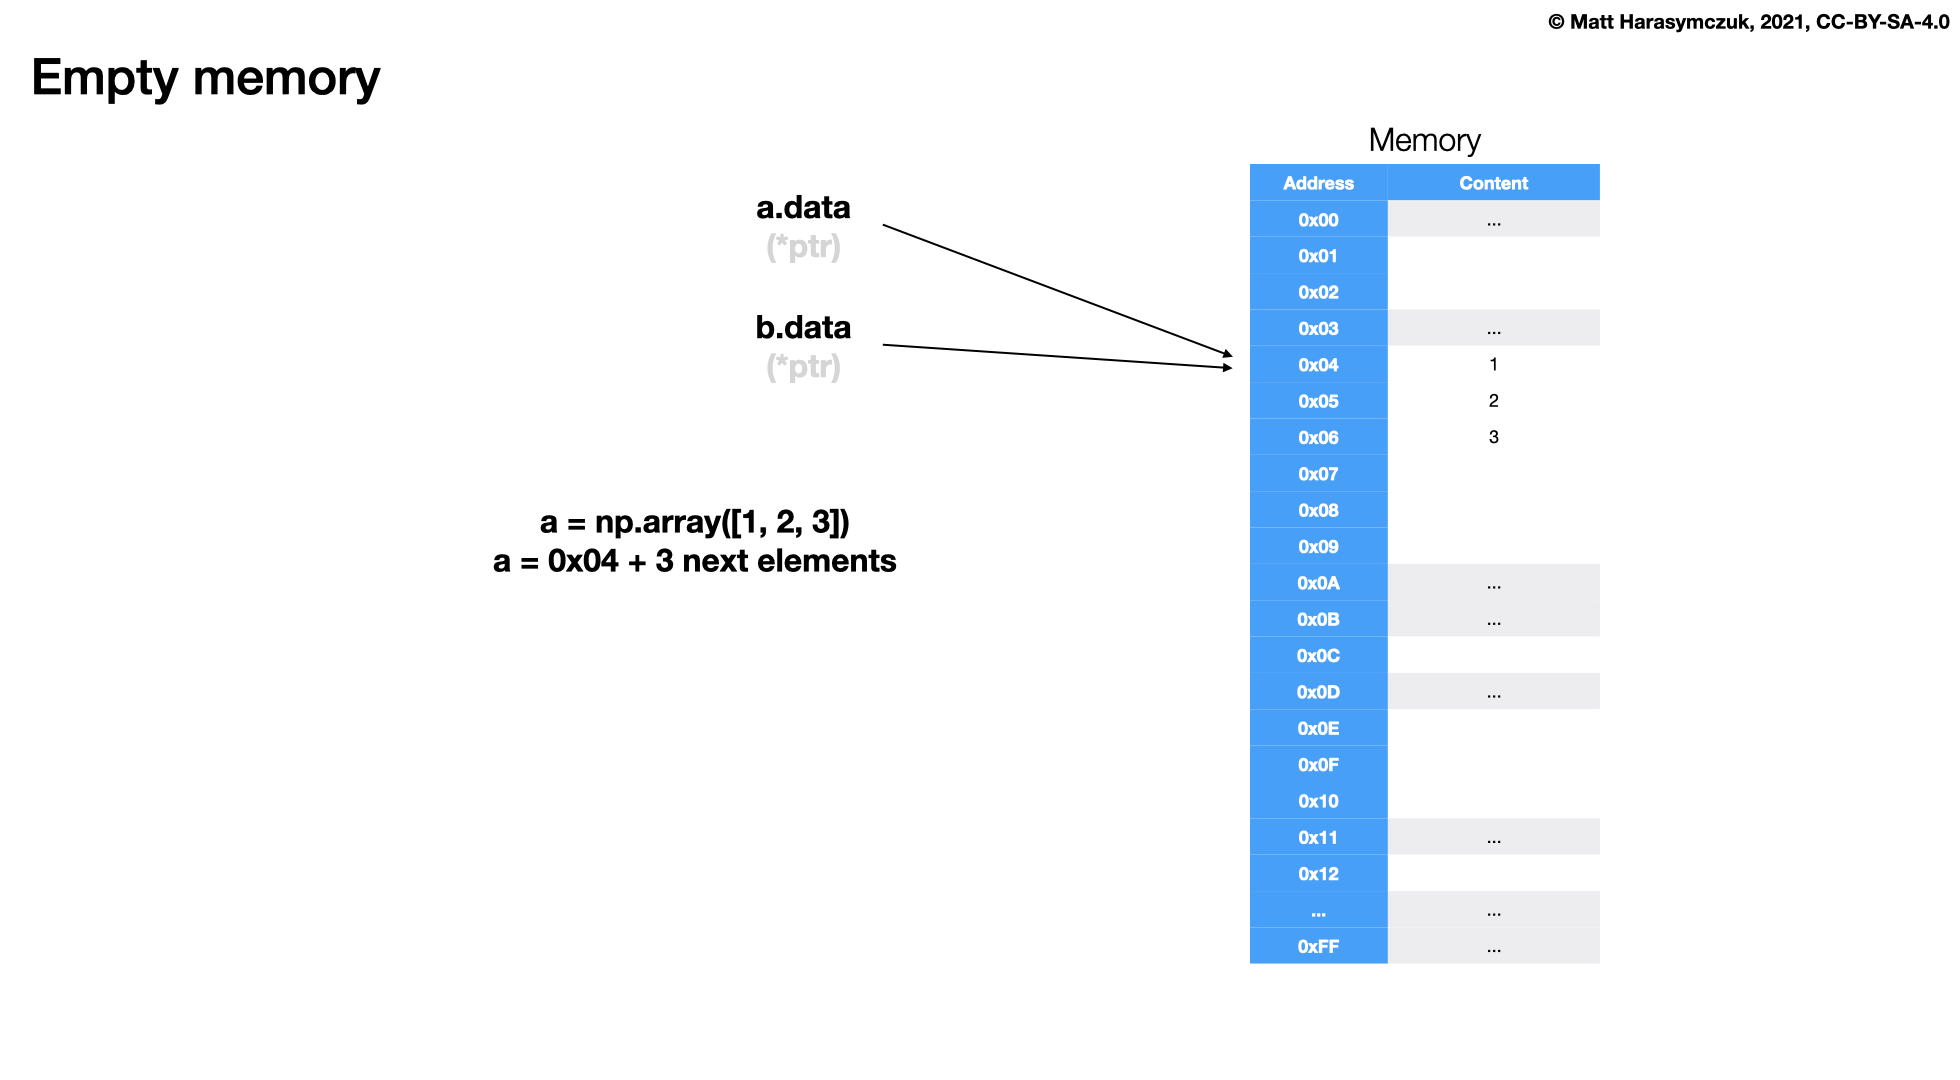 © Matt Harasymczuk, 2021, CC-BY-SA-4.0
Empty memory
a.data
(*ptr)
b.data
(*ptr)
a = np.array([1, 2, 3])
a = 0x04 + 3 next elements
Memory
Address Content
0x00 ...
0x01
0x02
0x03 ...
0x04 1
0x05 2
0x06 3
0x07
0x08
0x09
0x0A ...
0x0B ...
0x0C
0x0D ...
0x0E
0x0F
0x10
0x11 ...
0x12
... ...
0xFF ...